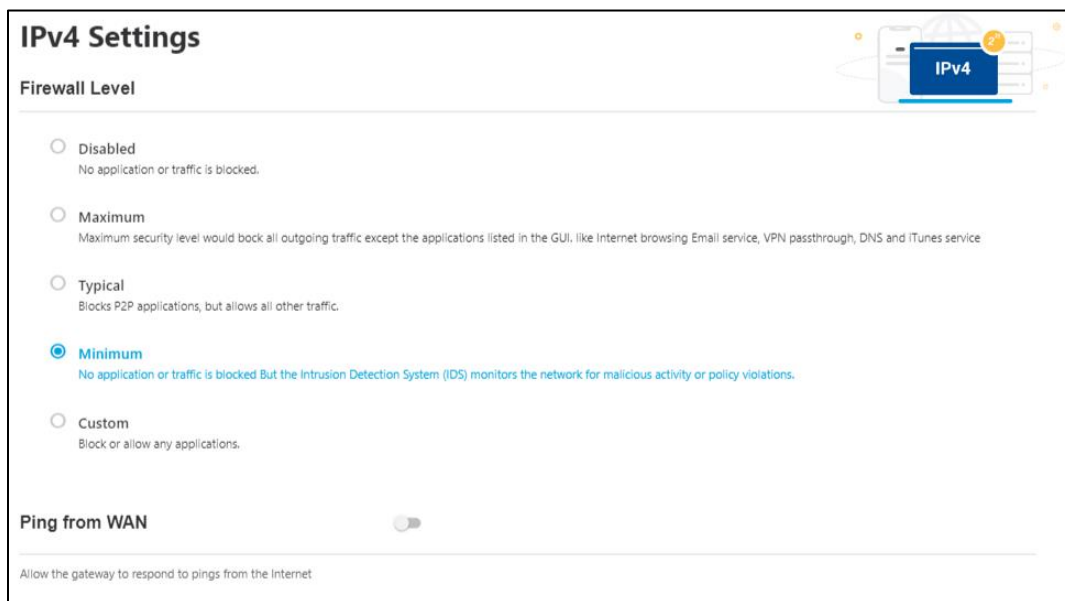 IPv4 Settings
IPv4
Firewall Level
Disabled
No application or traffic is blocked.
Maximum
Maximum security level would bock all outgoing traffic except the applications listed in the GUI. like Internet browsing Email service, VPN passthrough, DNS and iTunes service
Typical
Blocks P2P applications, but allows all other traffic.
Minimum
No application or traffic is blocked But the Intrusion Detection System (IDS) monitors the network for malicious activity or policy violations.
Custom
Block or allow any applications.
Ping from WAN
Allow the gateway to respond to pings from the Internet